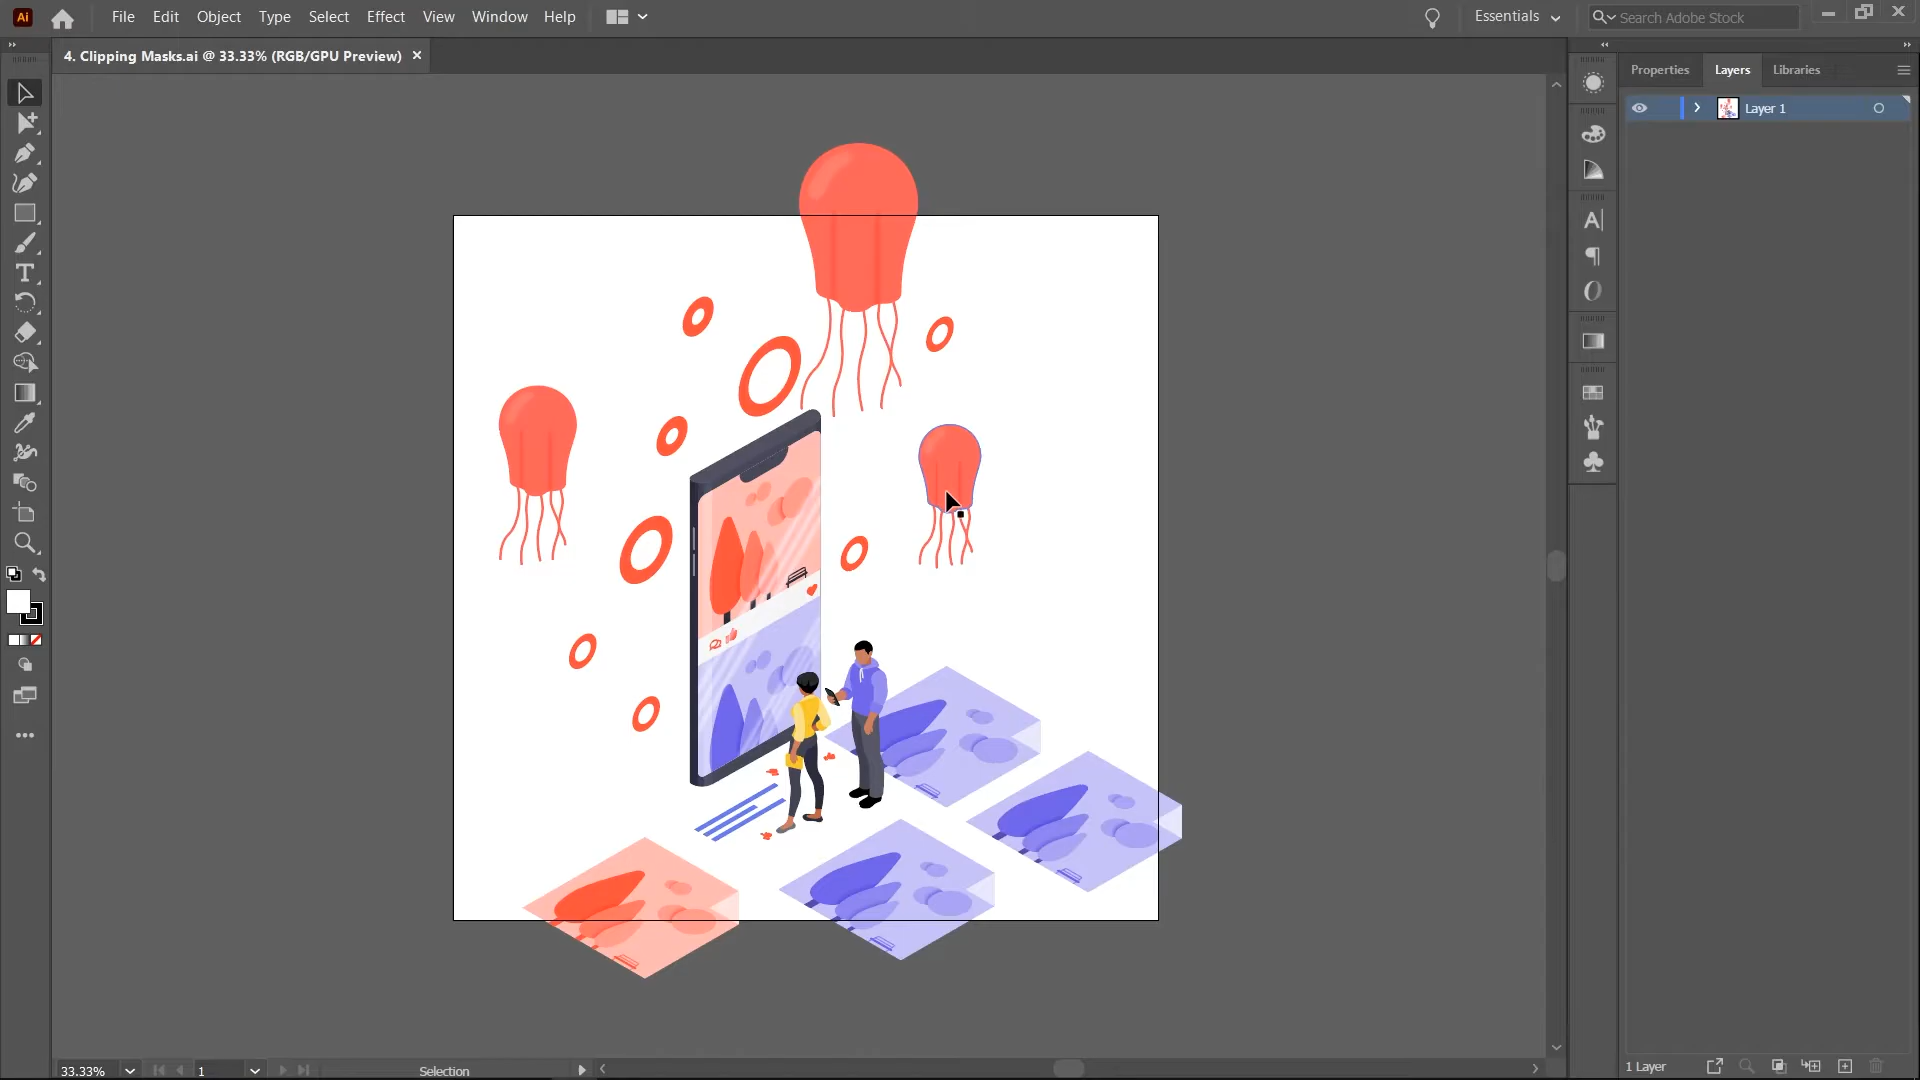 Ai File Edit Object Type Select Effect View Window Help Essentials Search Adobe Stock
4. Clipping Masks.ai @ 33.33% (RGB/GPU Preview) ×
Properties Layers Libraries
Layer 1
33.33% 1 Selection
1 Layer